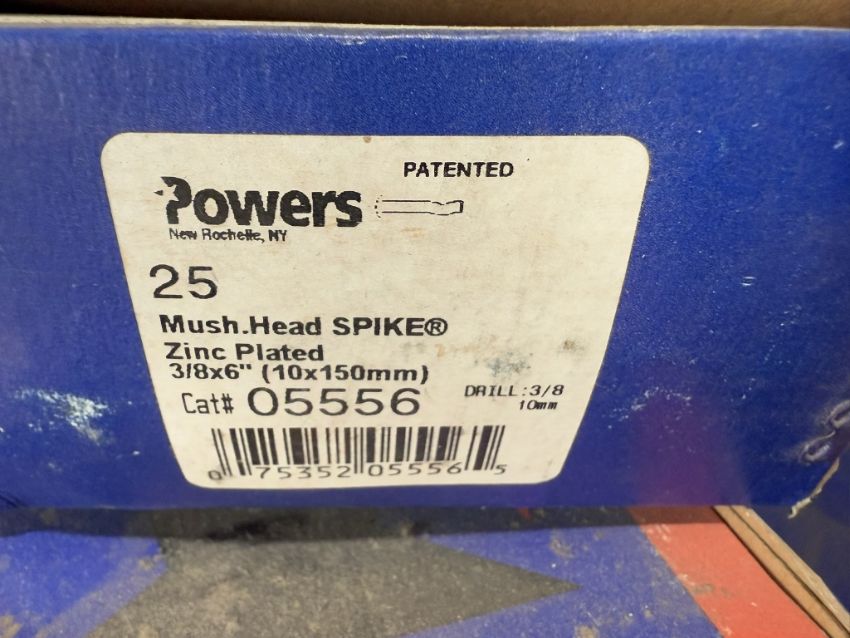 PATENTED
Powers
New Rochelle, NY
25
Mush.Head SPIKE®
Zinc Plated
3/8x6" (10x150mm)
Cat# 05556
DRILL:3/8
10mm
0 75352 05556 5